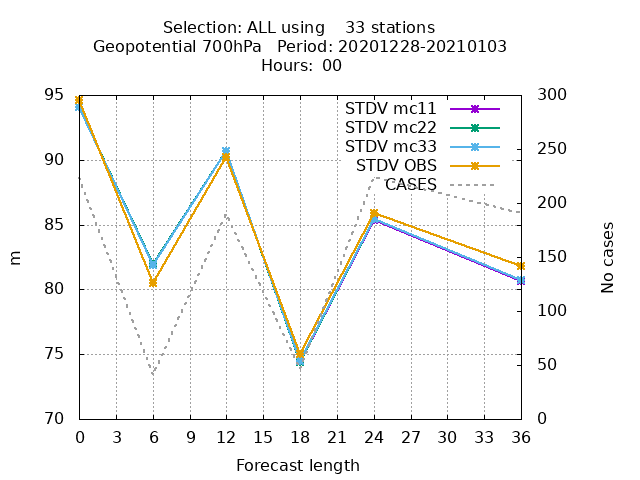 Selection: ALL using    33 stations
Geopotential 700hPa   Period: 20201228-20210103
Hours: 00
STDV mc11
STDV mc22
STDV mc33
STDV OBS
CASES
95
90
85
80
75
70
m
300
250
200
150
100
50
0
No cases
0 3 6 9 12 15 18 21 24 27 30 33 36
Forecast length